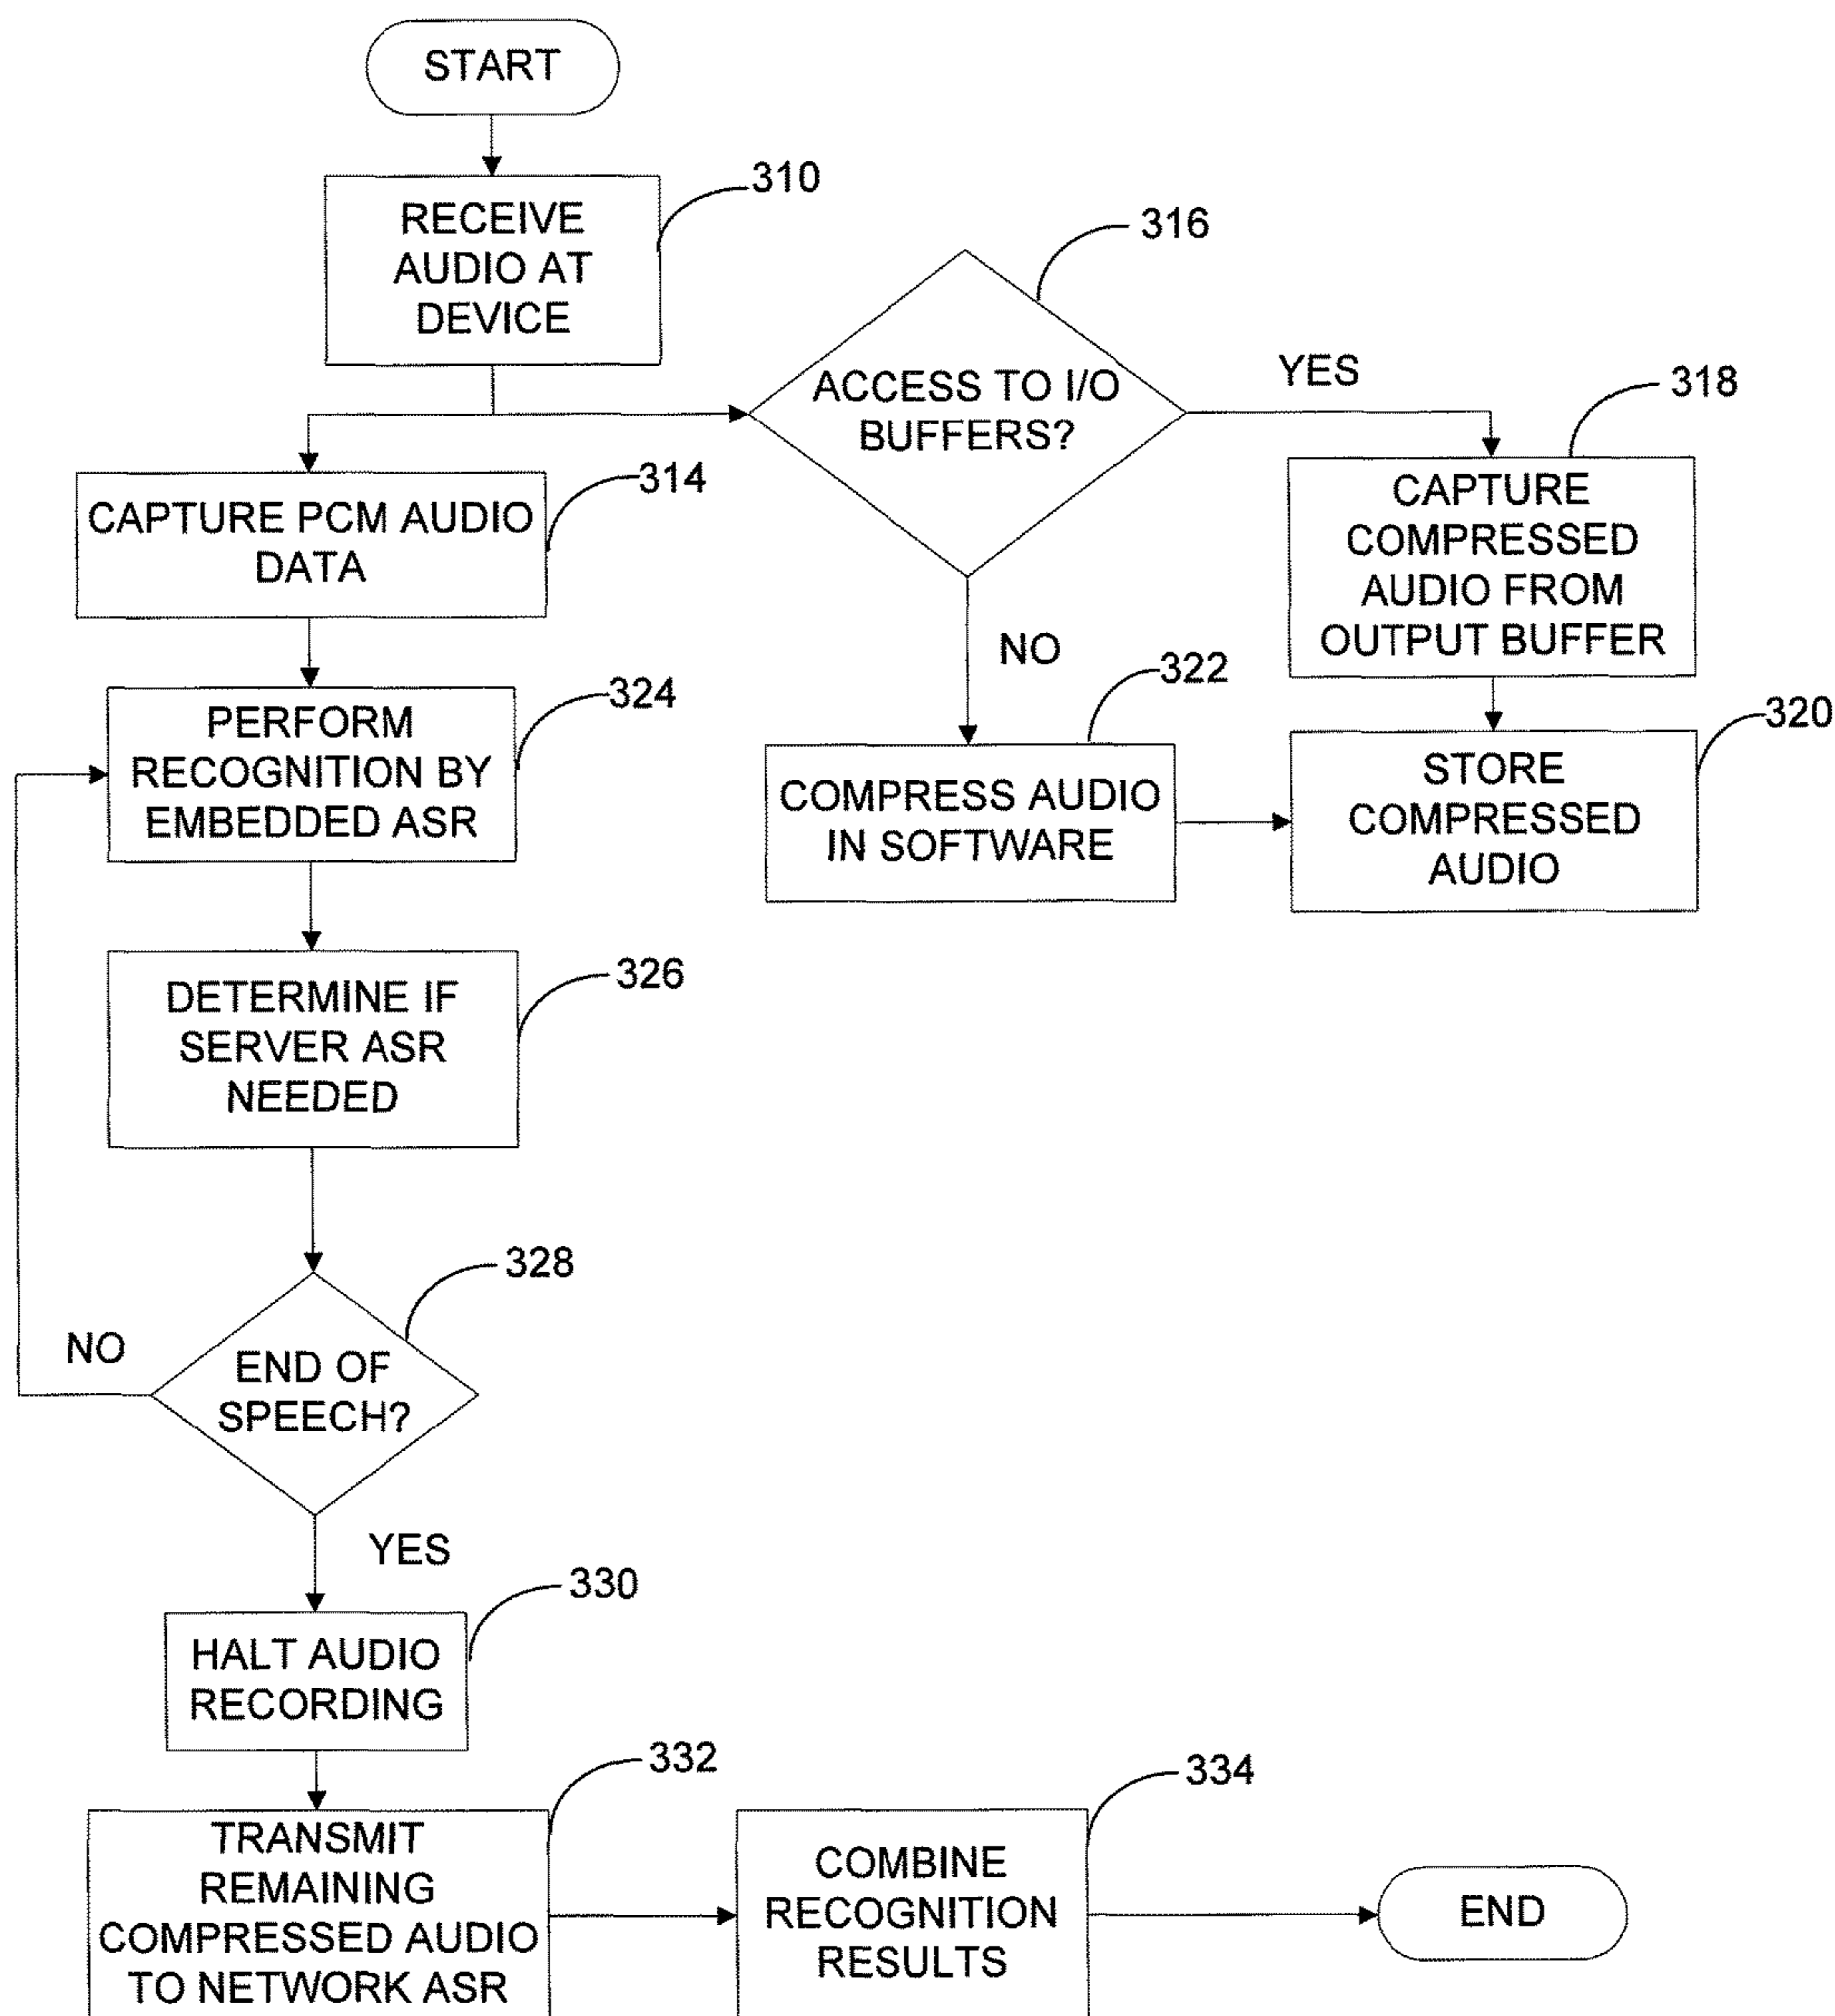 START
310
RECEIVE
AUDIO AT
DEVICE
316
ACCESS TO I/O
BUFFERS?
YES
318
CAPTURE
COMPRESSED
AUDIO FROM
OUTPUT BUFFER
314
CAPTURE PCM AUDIO
DATA
NO
322
COMPRESS AUDIO
IN SOFTWARE
320
STORE
COMPRESSED
AUDIO
324
PERFORM
RECOGNITION BY
EMBEDDED ASR
326
DETERMINE IF
SERVER ASR
NEEDED
328
END OF
SPEECH?
NO
YES
330
HALT AUDIO
RECORDING
332
TRANSMIT
REMAINING
COMPRESSED AUDIO
TO NETWORK ASR
334
COMBINE
RECOGNITION
RESULTS
END